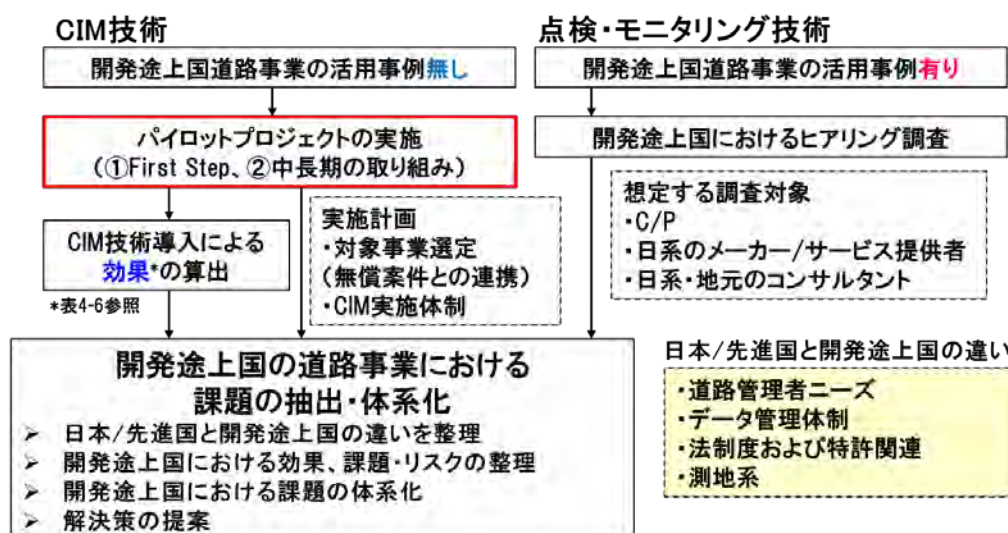 CIM技術
開発途上国道路事業の活用事例無し
パイロットプロジェクトの実施
(①First Step、②中長期の取り組み)
CIM技術導入による
効果*の算出
*表4-6参照
実施計画
・対象事業選定
(無償案件との連携)
・CIM実施体制
点検・モニタリング技術
開発途上国道路事業の活用事例有り
開発途上国におけるヒアリング調査
想定する調査対象
・C/P
・日系のメーカー/サービス提供者
・日系・地元のコンサルタント
開発途上国の道路事業における
課題の抽出・体系化
➢ 日本/先進国と開発途上国の違いを整理
➢ 開発途上国における効果、課題・リスクの整理
➢ 開発途上国における課題の体系化
➢ 解決策の提案
日本/先進国と開発途上国の違い
・道路管理者ニーズ
・データ管理体制
・法制度および特許関連
・測地系